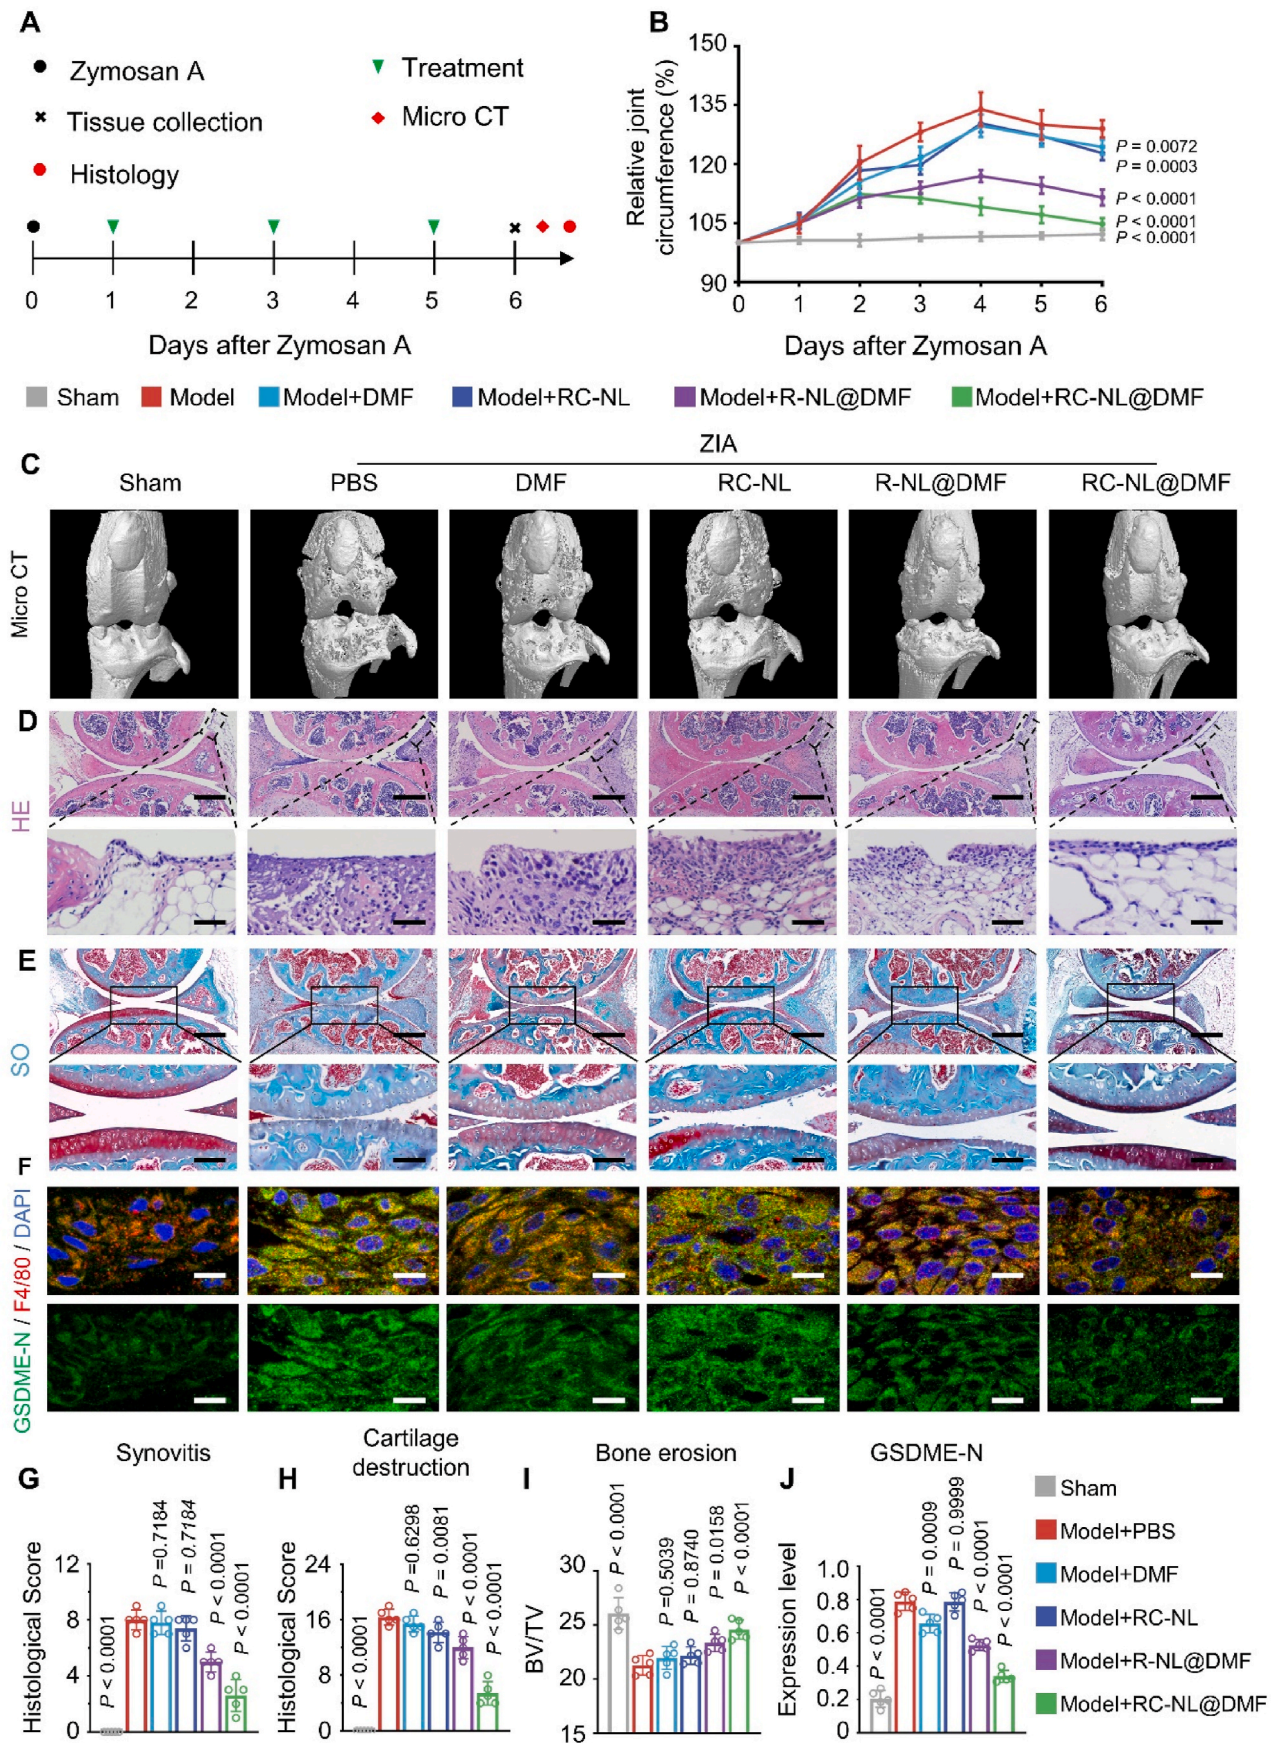 A
Zymosan A
Treatment
Tissue collection
Micro CT
Histology
0 1 2 3 4 5 6
Days after Zymosan A
B
Relative joint
circumference (%)
150
135
120
105
90
P = 0.0072
P = 0.0003
P < 0.0001
P < 0.0001
P < 0.0001
0 1 2 3 4 5 6
Days after Zymosan A
Sham Model Model+DMF Model+RC-NL Model+R-NL@DMF Model+RC-NL@DMF
C
ZIA
Sham PBS DMF RC-NL R-NL@DMF RC-NL@DMF
Micro CT
D
HE
E
SO
F
GSDME-N / F4/80 / DAPI
G
Synovitis
Histological Score
12
8
4
0
P < 0.0001
P =0.7184
P = 0.7184
P < 0.0001
P < 0.0001
H
Cartilage
destruction
Histological Score
24
16
8
0
P < 0.0001
P =0.6298
P = 0.0081
P < 0.0001
P < 0.0001
I
Bone erosion
BV/TV
30
25
20
15
P < 0.0001
P =0.5039
P = 0.8740
P = 0.0158
P < 0.0001
J
GSDME-N
Expression level
1.0
0.8
0.6
0.4
0.2
0
P < 0.0001
P = 0.0009
P = 0.9999
P < 0.0001
P < 0.0001
Sham
Model+PBS
Model+DMF
Model+RC-NL
Model+R-NL@DMF
Model+RC-NL@DMF